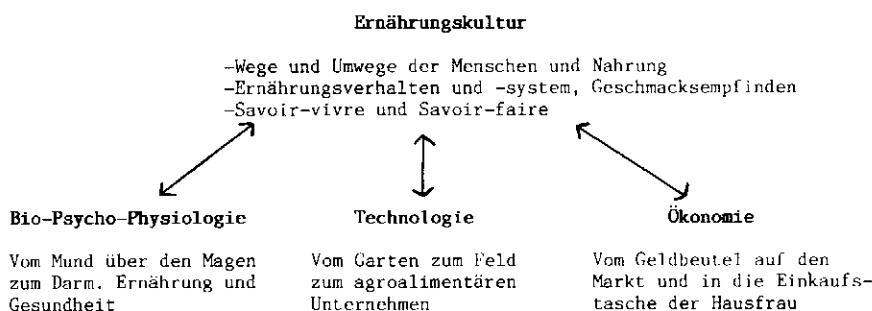 Ernährungskultur
-Wege und Umwege der Menschen und Nahrung
-Ernährungsverhalten und -system, Geschmacksempfinden
-Savoir-vivre und Savoir-faire
Bio-Psycho-Physiologie
Vom Mund über den Magen
zum Darm. Ernährung und
Gesundheit
Technologie
Vom Garten zum Feld
zum agroalimentären
Unternehmen
Ökonomie
Vom Geldbeutel auf den
Markt und in die Einkaufs-
tasche der Hausfrau